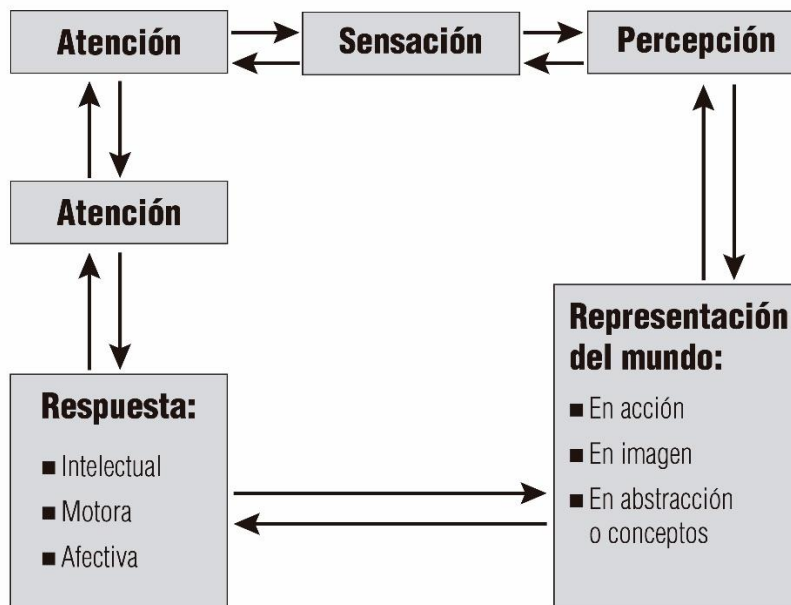 Atención
Sensación
Percepción
Atención
Respuesta:
■ Intelectual
■ Motora
■ Afectiva
Representación
del mundo:
■ En acción
■ En imagen
■ En abstracción
o conceptos